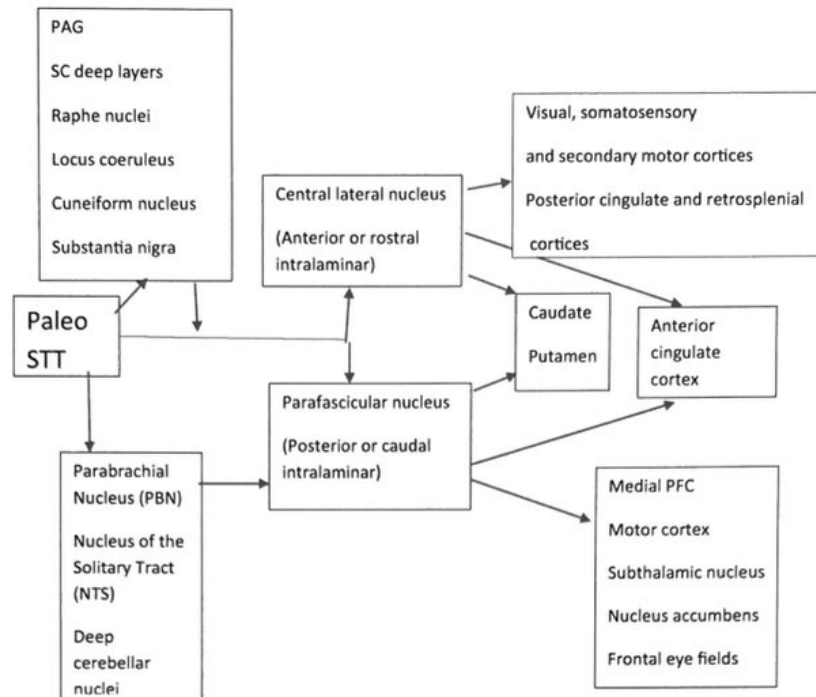 PAG
SC deep layers
Raphe nuclei
Locus coeruleus
Cuneiform nucleus
Substantia nigra
Visual, somatosensory
and secondary motor cortices
Posterior cingulate and retrosplenial
cortices
Central lateral nucleus
(Anterior or rostral
intralaminar)
Paleo
STT
Caudate
Putamen
Anterior
cingulate
cortex
Parafascicular nucleus
(Posterior or caudal
intralaminar)
Parabrachial
Nucleus (PBN)
Nucleus of the
Solitary Tract
(NTS)
Deep
cerebellar
nuclei
Medial PFC
Motor cortex
Subthalamic nucleus
Nucleus accumbens
Frontal eye fields